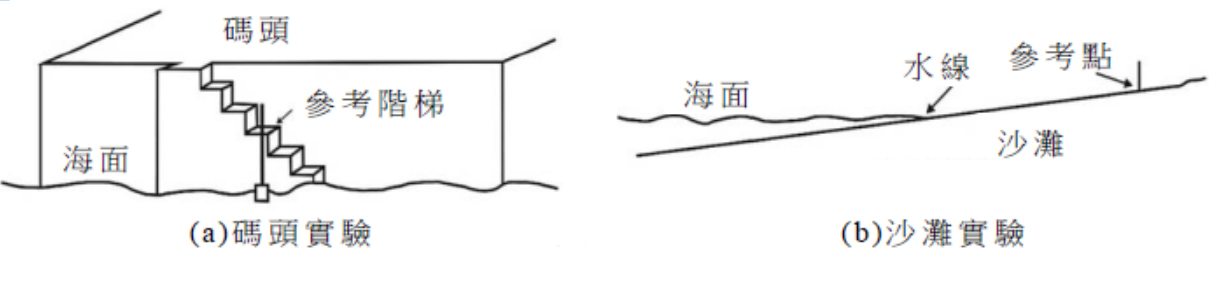 碼頭
參考階梯
海面
(a)碼頭實驗
參考點
水線
海面
沙灘
(b)沙灘實驗